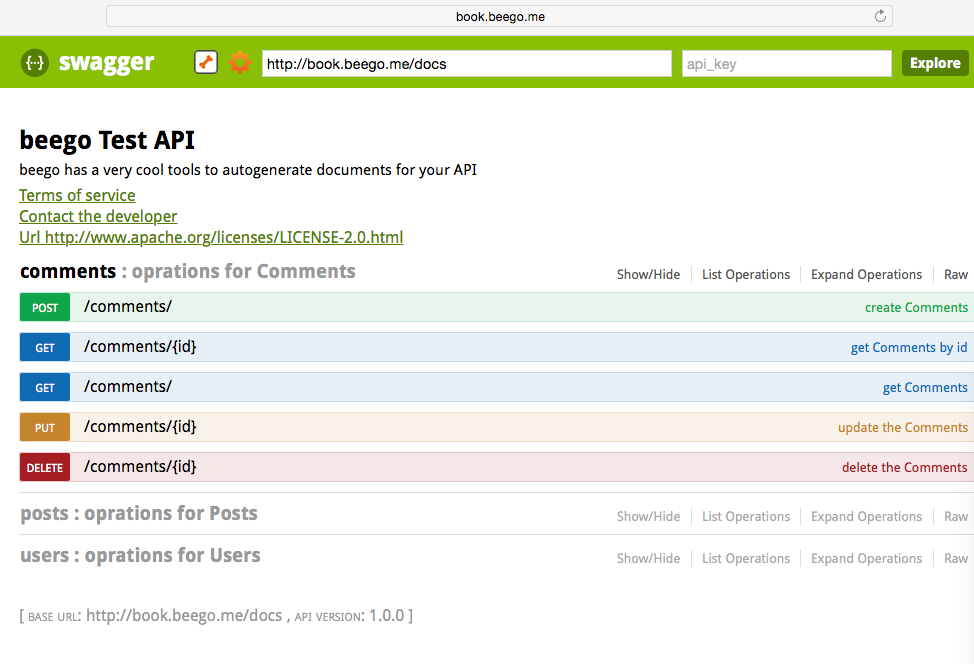 book.beego.me
{··} swagger http://book.beego.me/docs api_key Explore
beego Test API
beego has a very cool tools to autogenerate documents for your API
Terms of service
Contact the developer
Url http://www.apache.org/licenses/LICENSE-2.0.html
comments : oprations for Comments Show/Hide List Operations Expand Operations Raw
POST /comments/ create Comments
GET /comments/{id} get Comments by id
GET /comments/ get Comments
PUT /comments/{id} update the Comments
DELETE /comments/{id} delete the Comments
posts : oprations for Posts Show/Hide List Operations Expand Operations Raw
users : oprations for Users Show/Hide List Operations Expand Operations Raw
[ BASE URL: http://book.beego.me/docs , API VERSION: 1.0.0 ]